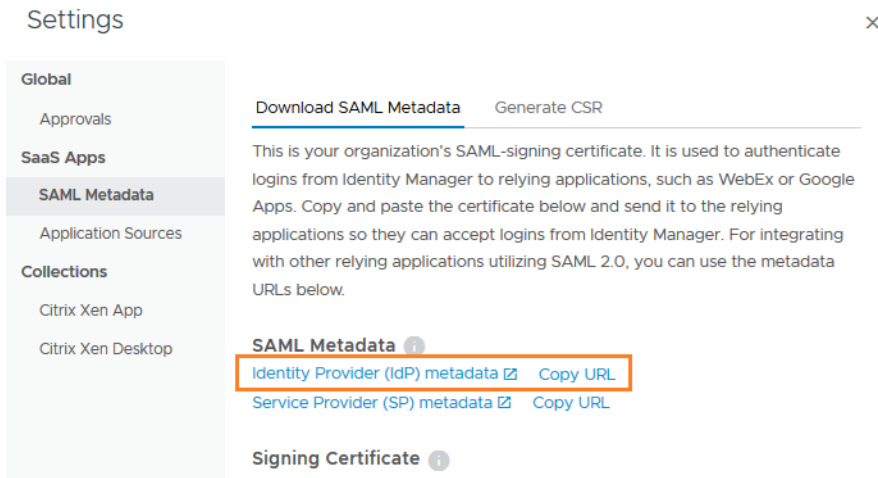 Settings
Global
Approvals
SaaS Apps
SAML Metadata
Application Sources
Collections
Citrix Xen App
Citrix Xen Desktop
Download SAML Metadata Generate CSR
This is your organization's SAML-signing certificate. It is used to authenticate
logins from Identity Manager to relying applications, such as WebEx or Google
Apps. Copy and paste the certificate below and send it to the relying
applications so they can accept logins from Identity Manager. For integrating
with other relying applications utilizing SAML 2.0, you can use the metadata
URLs below.
SAML Metadata
Identity Provider (IdP) metadata Copy URL
Service Provider (SP) metadata Copy URL
Signing Certificate